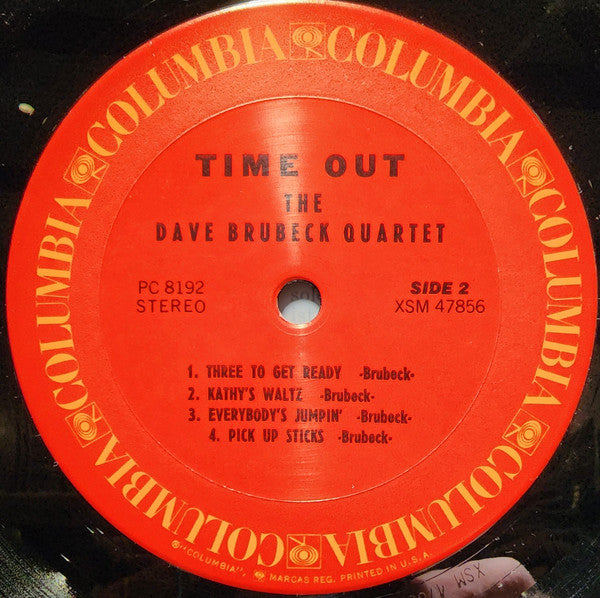 COLUMBIA COLUMBIA COLUMBIA COLUMBIA COLUMBIA COLUMBIA
TIME OUT
THE
DAVE BRUBECK QUARTET
PC 8192
STEREO
SIDE 2
XSM 47856
1. THREE TO GET READY -Brubeck-
2. KATHY'S WALTZ -Brubeck-
3. EVERYBODY'S JUMPIN' -Brubeck-
4. PICK UP STICKS -Brubeck-
® "COLUMBIA", MARCAS REG. PRINTED IN U.S.A.
XSM